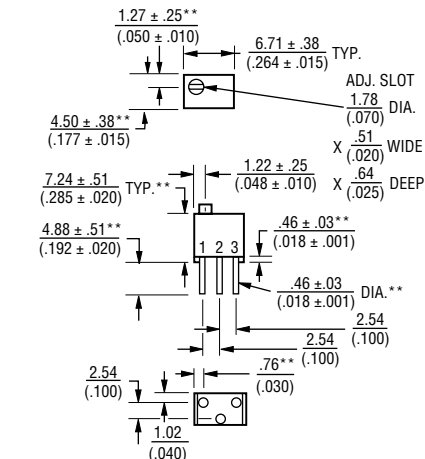 1.27 ± .25**
(.050 ± .010)
6.71 ± .38 TYP.
(.264 ± .015)
ADJ. SLOT
1.78 DIA.
(.070)
4.50 ± .38**
(.177 ± .015)
X .51 WIDE
(.020)
1.22 ± .25
(.048 ± .010)
X .64 DEEP
(.025)
7.24 ± .51 TYP.**
(.285 ± .020)
4.88 ± .51**
(.192 ± .020)
.46 ± .03**
(.018 ± .001)
1 2 3
.46 ±.03 DIA.**
(.018 ±.001)
2.54
(.100)
2.54
(.100)
2.54
(.100)
.76**
(.030)
1.02
(.040)